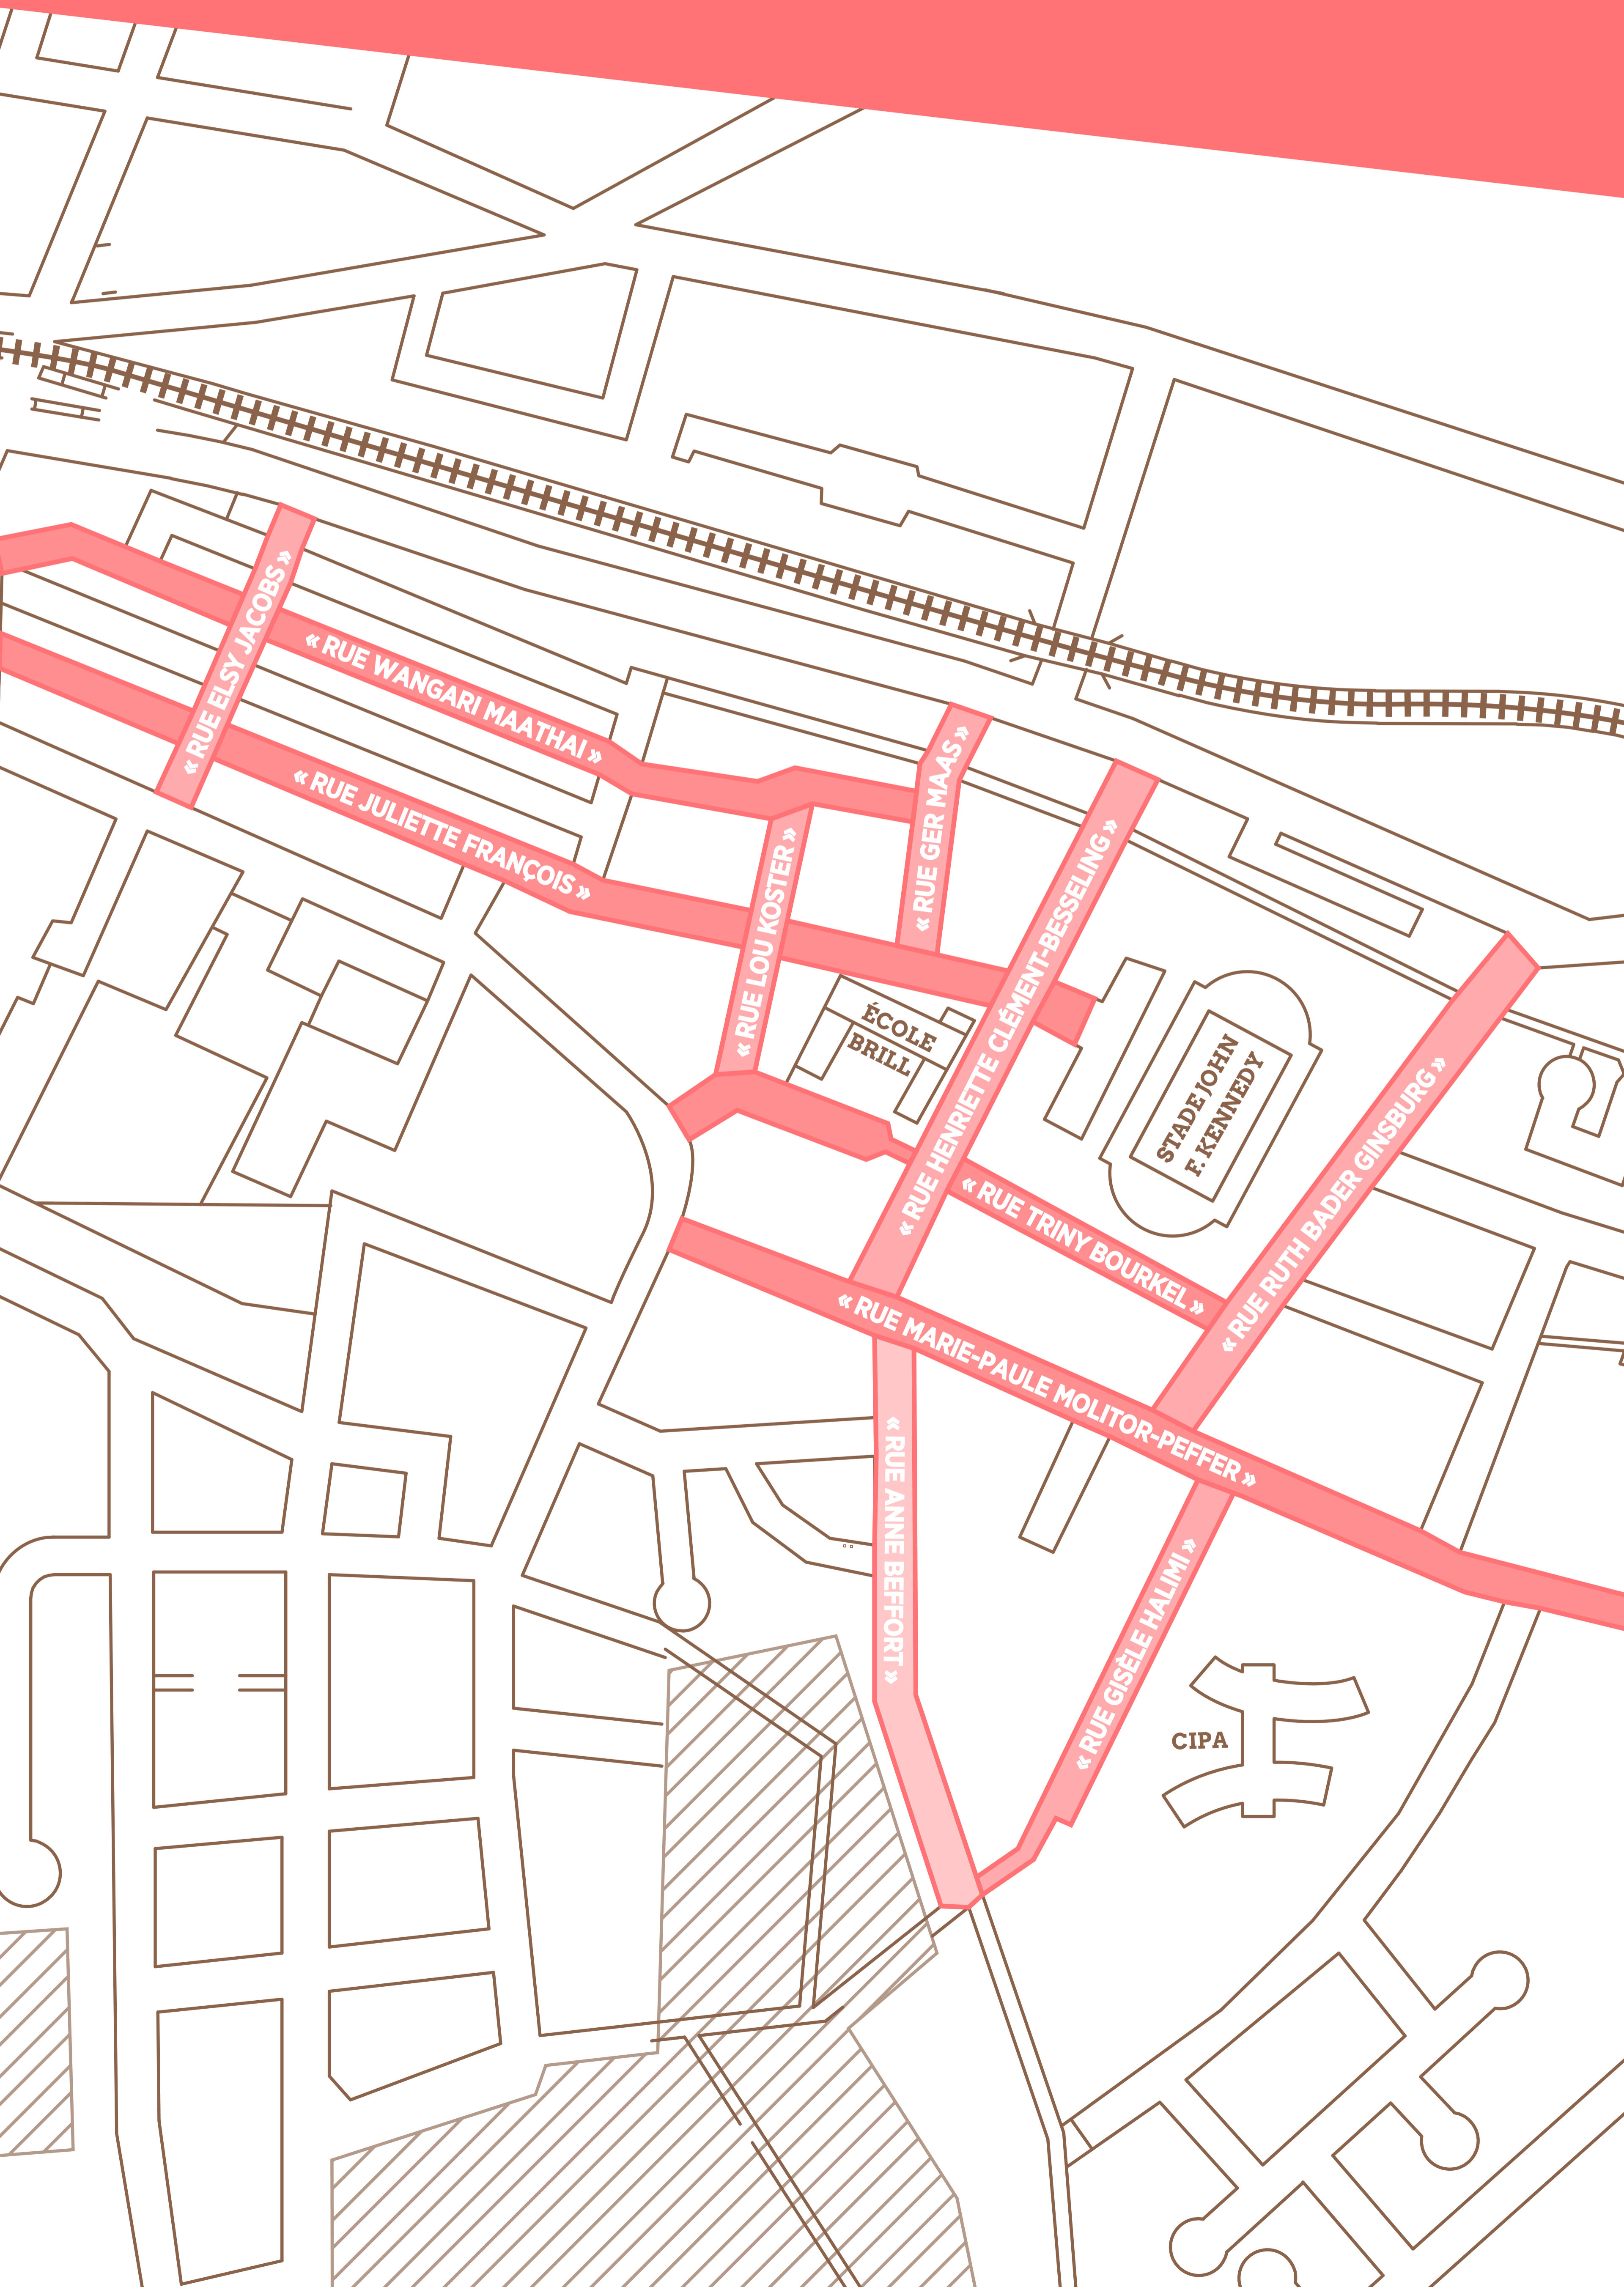 « RUE ELSY JACOBS »
« RUE WANGARI MAATHAI »
« RUE JULIETTE FRANÇOIS »
« RUE LOU KOSTER »
« RUE GER MAAS »
« RUE HENRIETTE CLÉMENT-BESSELING »
ÉCOLE
BRILL
STADE JOHN
F. KENNEDY
« RUE RUTH BADER GINSBURG »
« RUE TRINY BOURKEL »
« RUE MARIE-PAULE MOLITOR-PEFFER »
« RUE ANNE BEFFORT »
« RUE GISÈLE HALIMI »
CIPA